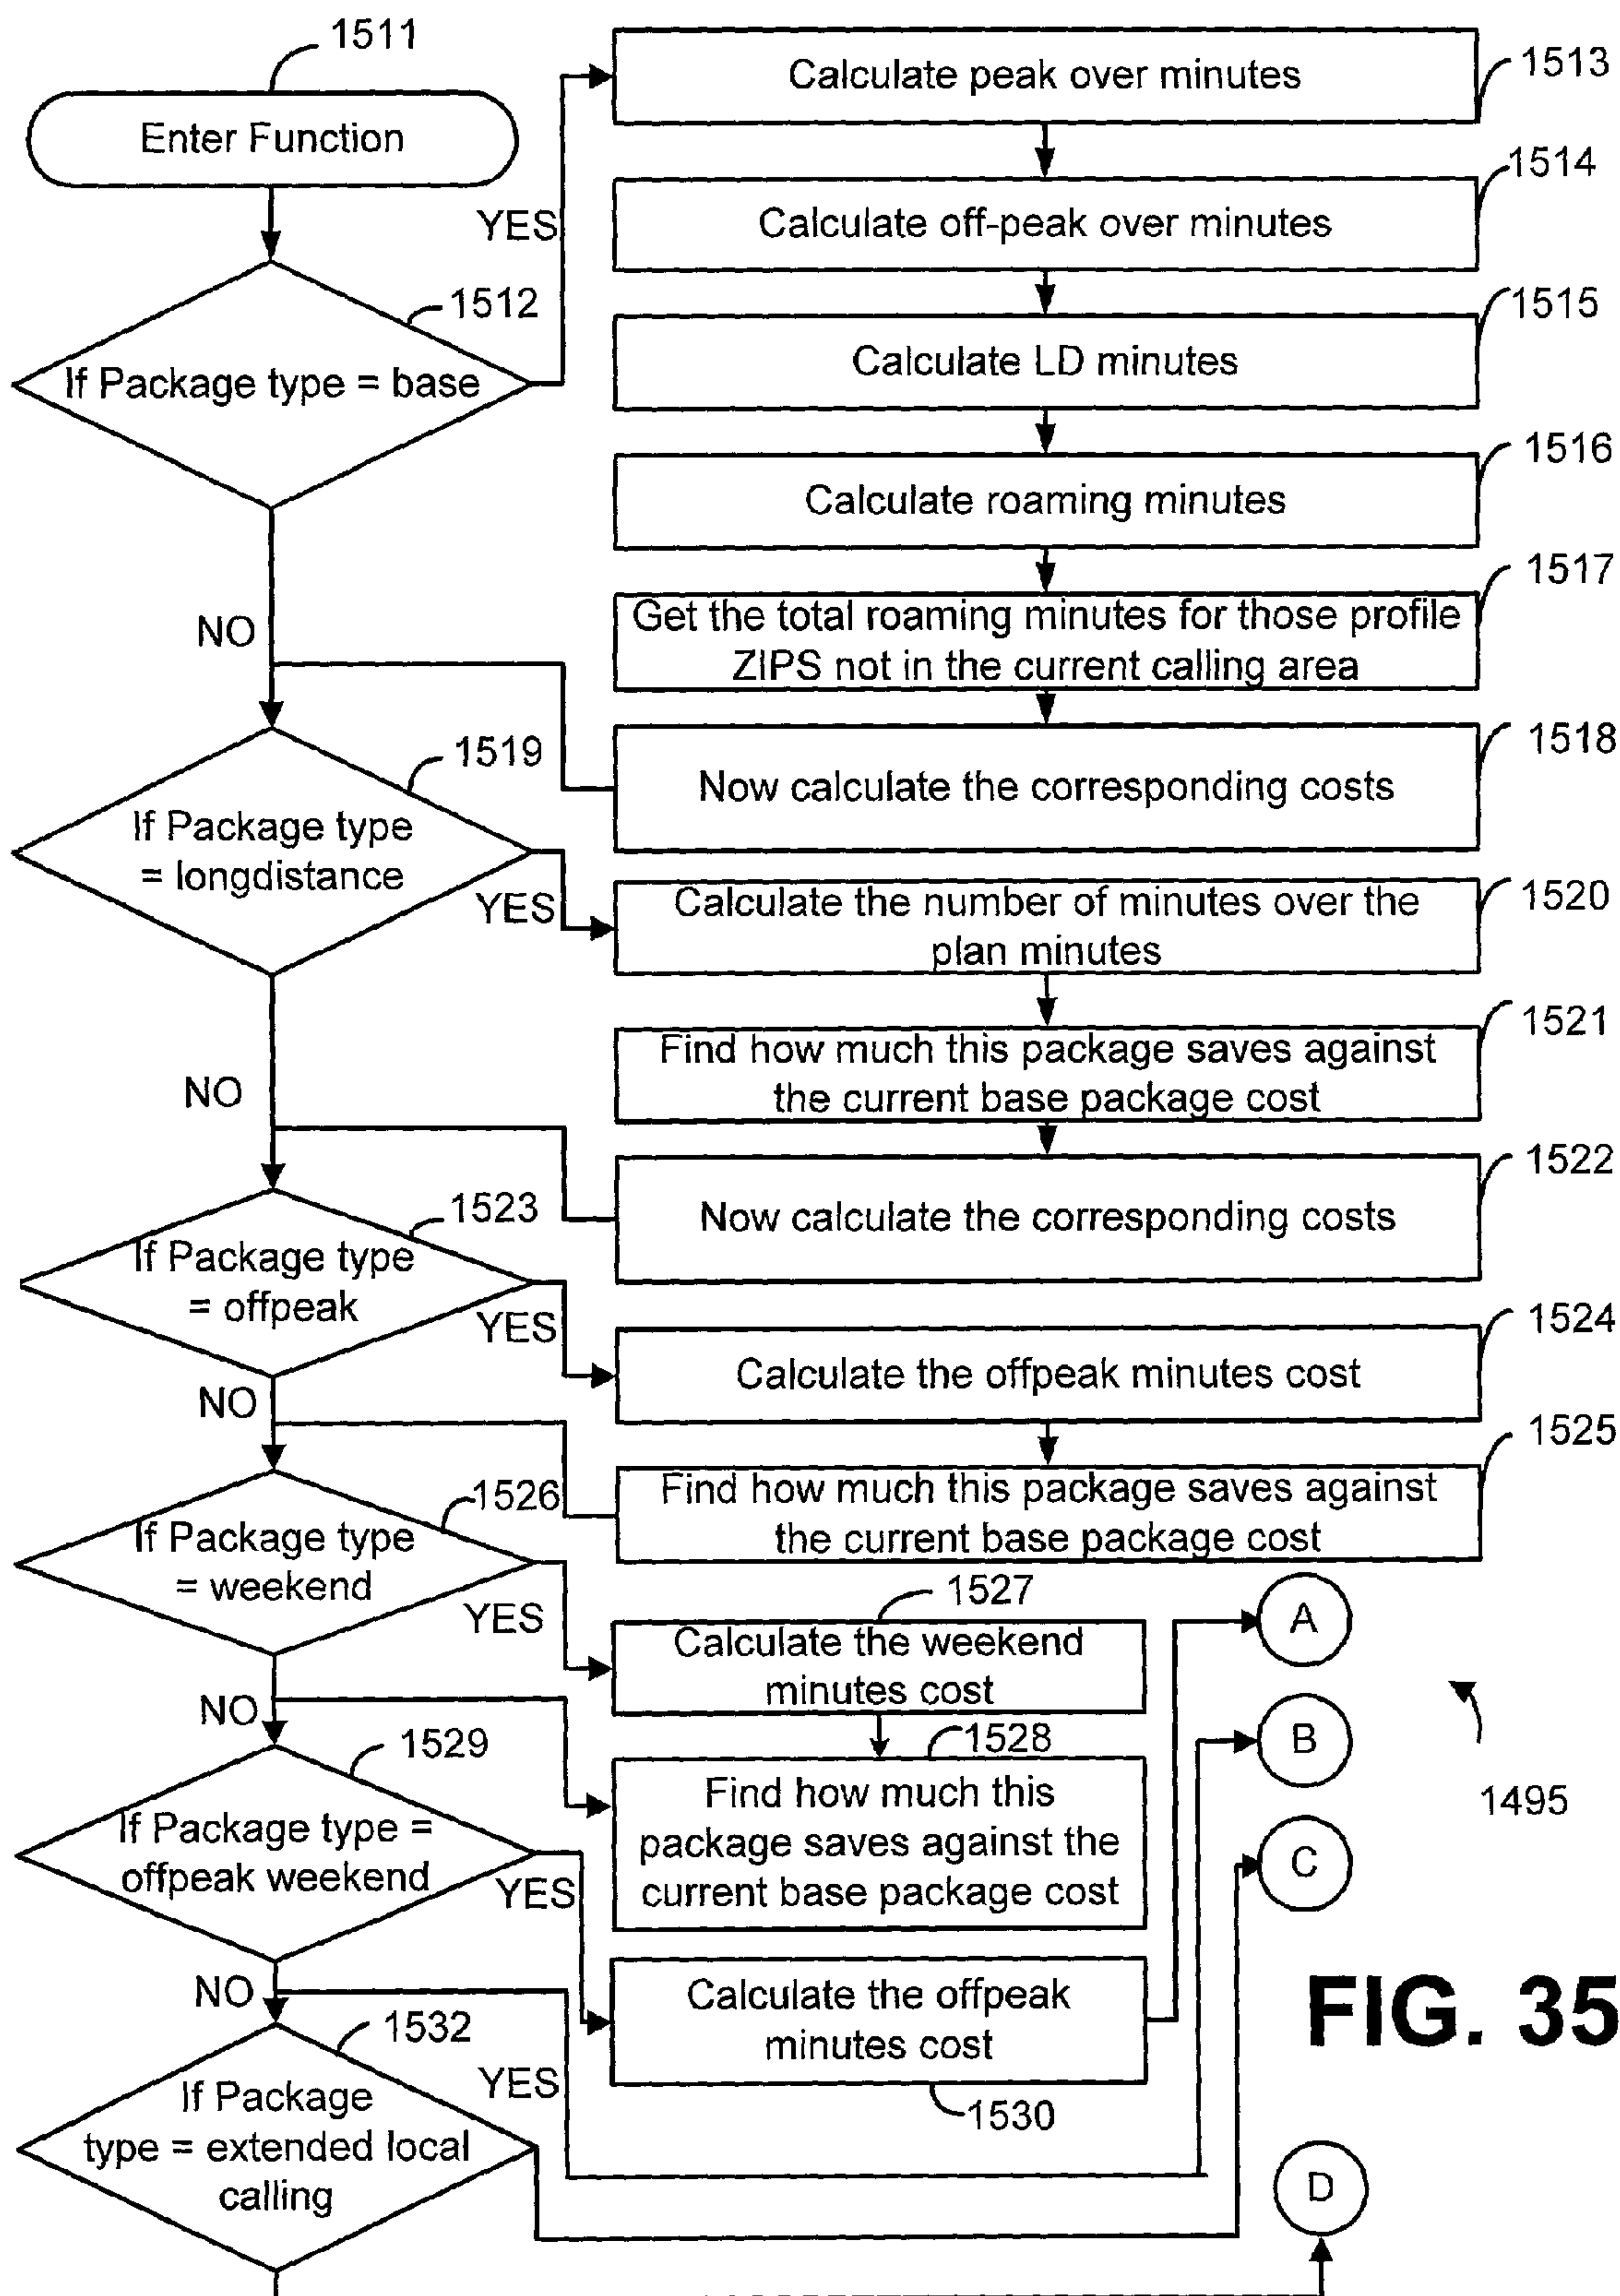 1511
Enter Function
YES
1512
If Package type = base
NO
Calculate peak over minutes
1513
Calculate off-peak over minutes
1514
Calculate LD minutes
1515
Calculate roaming minutes
1516
Get the total roaming minutes for those profile
ZIPS not in the current calling area
1517
Now calculate the corresponding costs
1518
1519
If Package type
= longdistance
YES
NO
Calculate the number of minutes over the
plan minutes
1520
Find how much this package saves against
the current base package cost
1521
Now calculate the corresponding costs
1522
1523
If Package type
= offpeak
YES
NO
Calculate the offpeak minutes cost
1524
Find how much this package saves against
the current base package cost
1525
1526
If Package type
= weekend
YES
NO
1527
Calculate the weekend
minutes cost
1528
Find how much this
package saves against the
current base package cost
1529
If Package type =
offpeak weekend
YES
NO
Calculate the offpeak
minutes cost
1530
1532
If Package
type = extended local
calling
YES
A
B
C
D
1495
FIG. 35